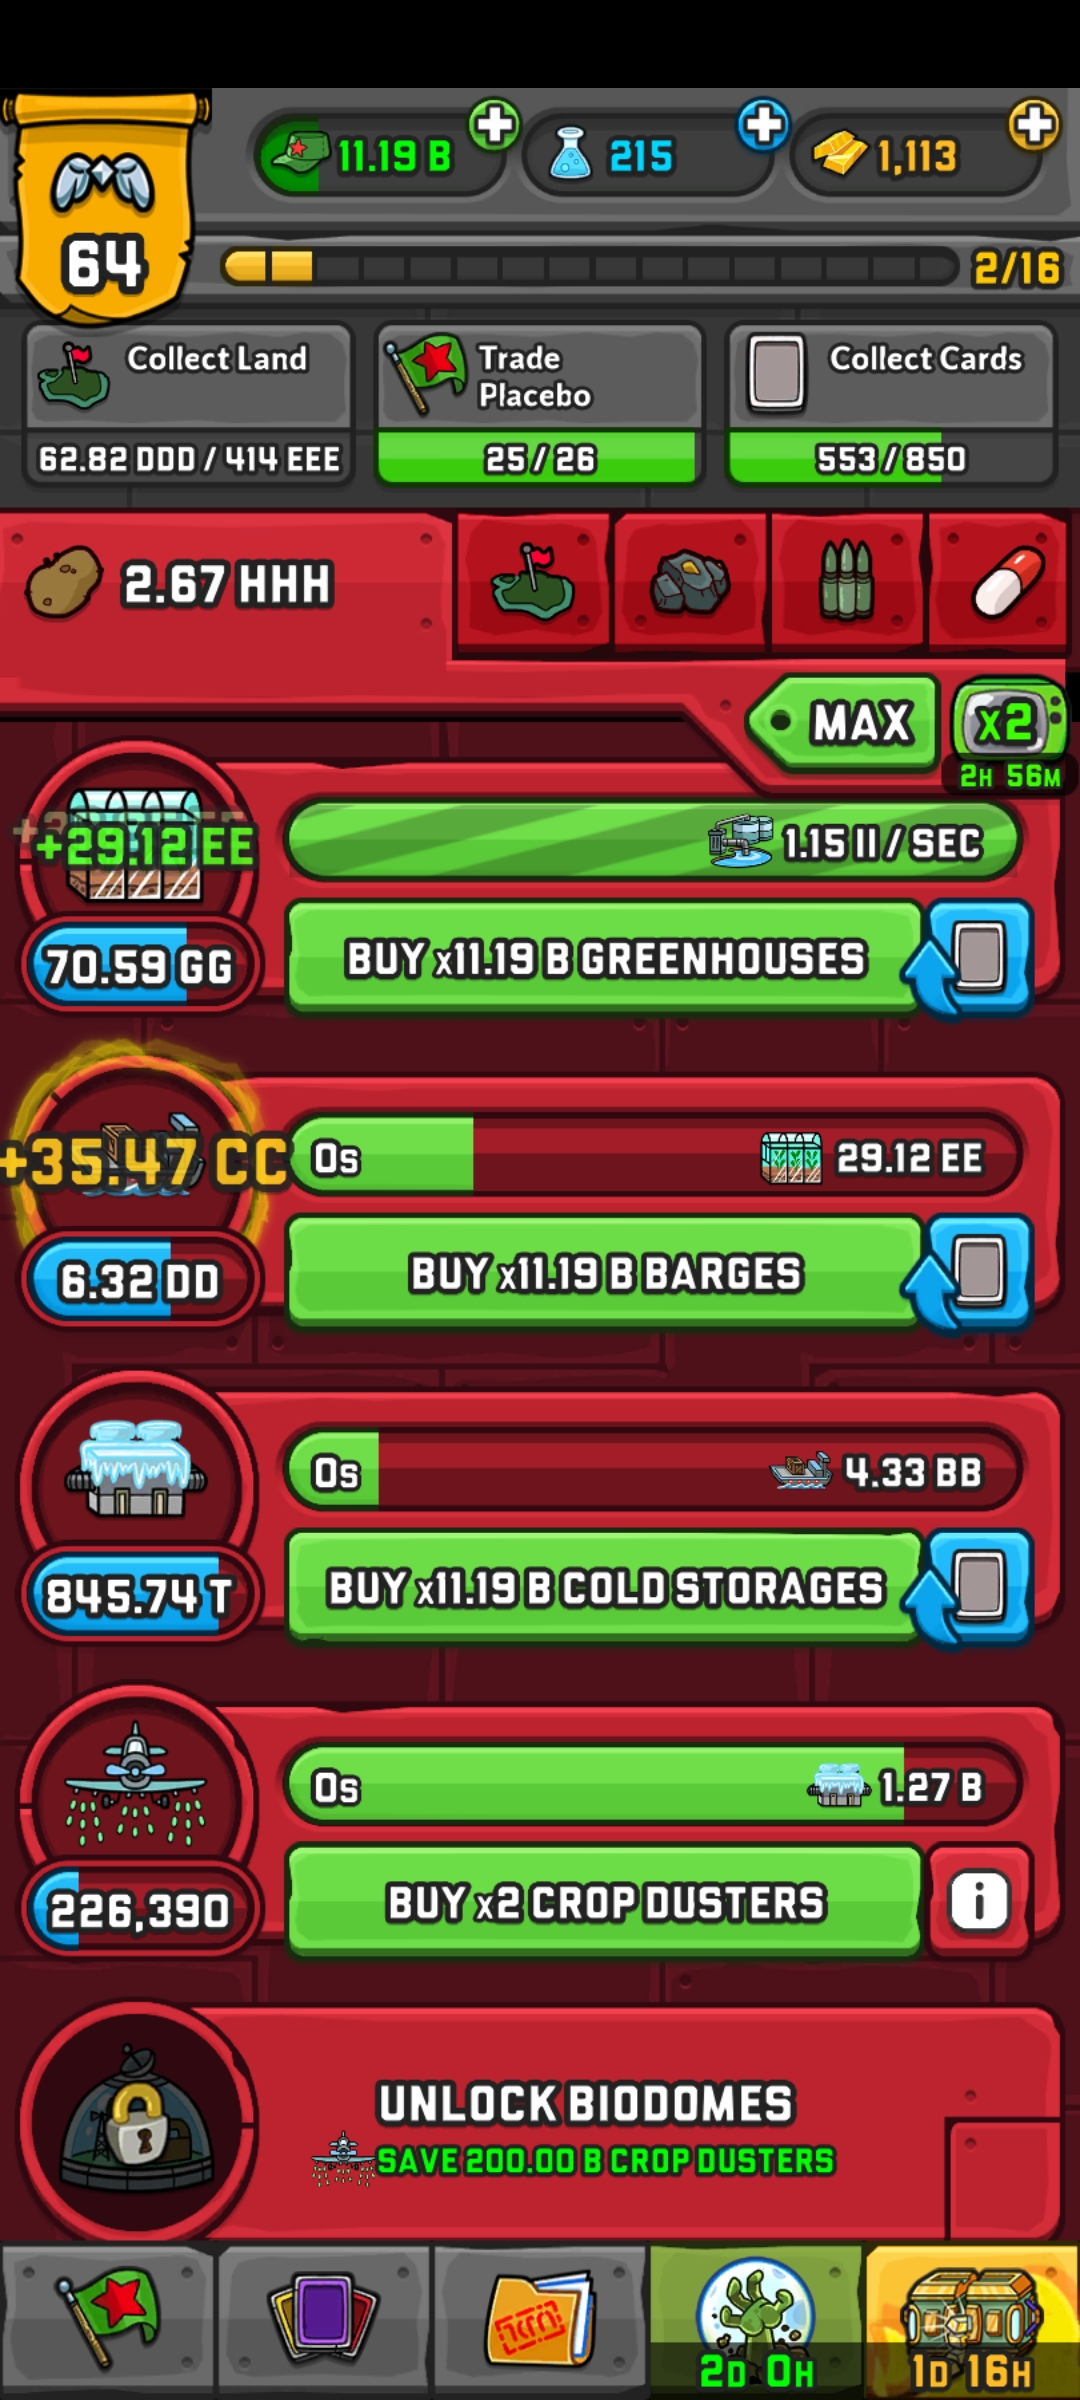 11.19 B
215
1,113
64
2/16
Collect Land
62.82 DDD / 414 EEE
Trade
Placebo
25 / 26
Collect Cards
553 / 850
2.67 HHH
MAX
x2
2H 56M
+29.12 EE
1.15 II / SEC
70.59 GG
BUY x11.19 B GREENHOUSES
+35.47 CC
0s
29.12 EE
6.32 DD
BUY x11.19 B BARGES
0s
4.33 BB
845.74 T
BUY x11.19 B COLD STORAGES
0s
1.27 B
226,390
BUY x2 CROP DUSTERS
i
UNLOCK BIODOMES
SAVE 200.00 B CROP DUSTERS
2D 0H
1D 16H